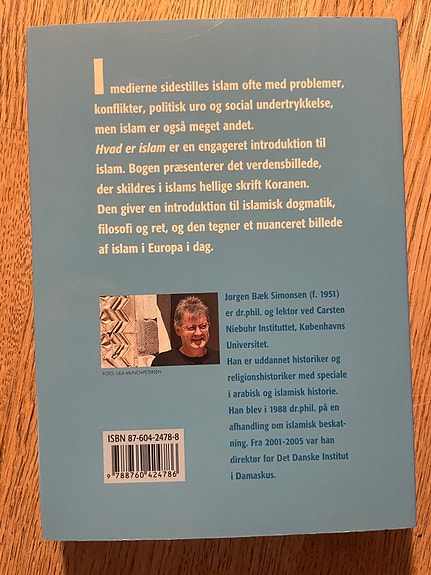 I medierne sidestilles islam ofte med problemer,
konflikter, politisk uro og social undertrykkelse,
men islam er også meget andet.
Hvad er islam er en engageret introduktion til
islam. Bogen præsenterer det verdensbillede,
der skildres i islams hellige skrift Koranen.
Den giver en introduktion til islamisk dogmatik,
filosofi og ret, og den tegner et nuanceret billede
af islam i Europa i dag.
Jørgen Bæk Simonsen (f. 1951)
er dr.phil. og lektor ved Carsten
Niebuhr Instituttet, Københavns
Universitet.
Han er uddannet historiker og
religionshistoriker med speciale
i arabisk og islamisk historie.
Han blev i 1988 dr.phil. på en
afhandling om islamisk beskat-
ning. Fra 2001-2005 var han
direktør for Det Danske Institut
i Damaskus.
FOTO: ULLA MUNCH-PETERSEN
ISBN 87-604-2478-8
9 788760 424786